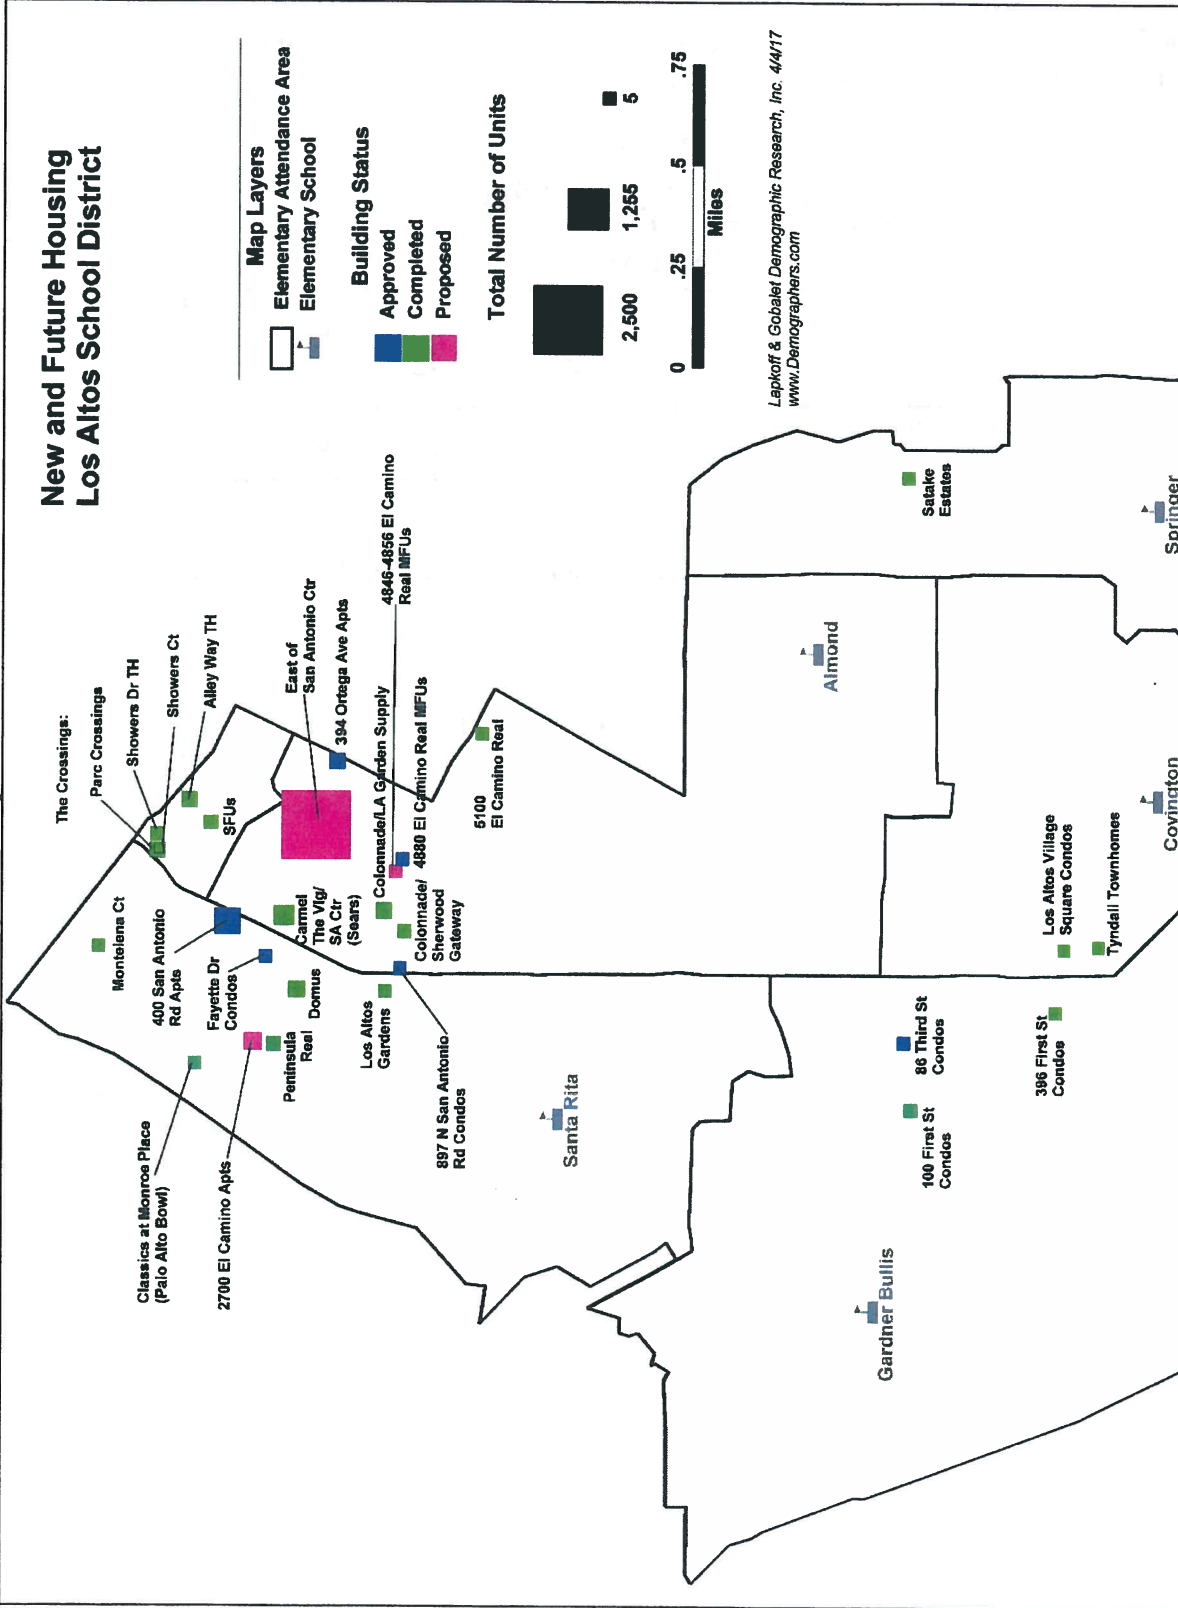 New and Future Housing
Los Altos School District
Map Layers
Elementary Attendance Area
Elementary School
Building Status
Approved
Completed
Proposed
Total Number of Units
2,500
1,255
5
0
.25
.5
.75
Miles
Lapkoff & Gobalet Demographic Research, Inc. 4/4/17
www.Demographers.com
The Crossings:
Parc Crossings
Showers Dr TH
Showers Ct
Alley Way TH
SFUs
Montelena Ct
400 San Antonio
Rd Apts
Fayette Dr
Condos
Classics at Monroe Place
(Palo Alto Bowl)
2700 El Camino Apts
Peninsula
Real
Domus
Carmel
The Vlg/
SA Ctr
(Sears)
East of
San Antonio Ctr
394 Ortega Ave Apts
Colonnade/LA Garden Supply
4846-4856 El Camino
Real MFUs
4880 El Camino Real MFUs
Colonnade/
Sherwood
Gateway
Los Altos
Gardens
897 N San Antonio
Rd Condos
5100
El Camino Real
Santa Rita
Almond
Satake
Estates
Springer
Covington
Los Altos Village
Square Condos
Tyndall Townhomes
86 Third St
Condos
100 First St
Condos
396 First St
Condos
Gardner Bullis